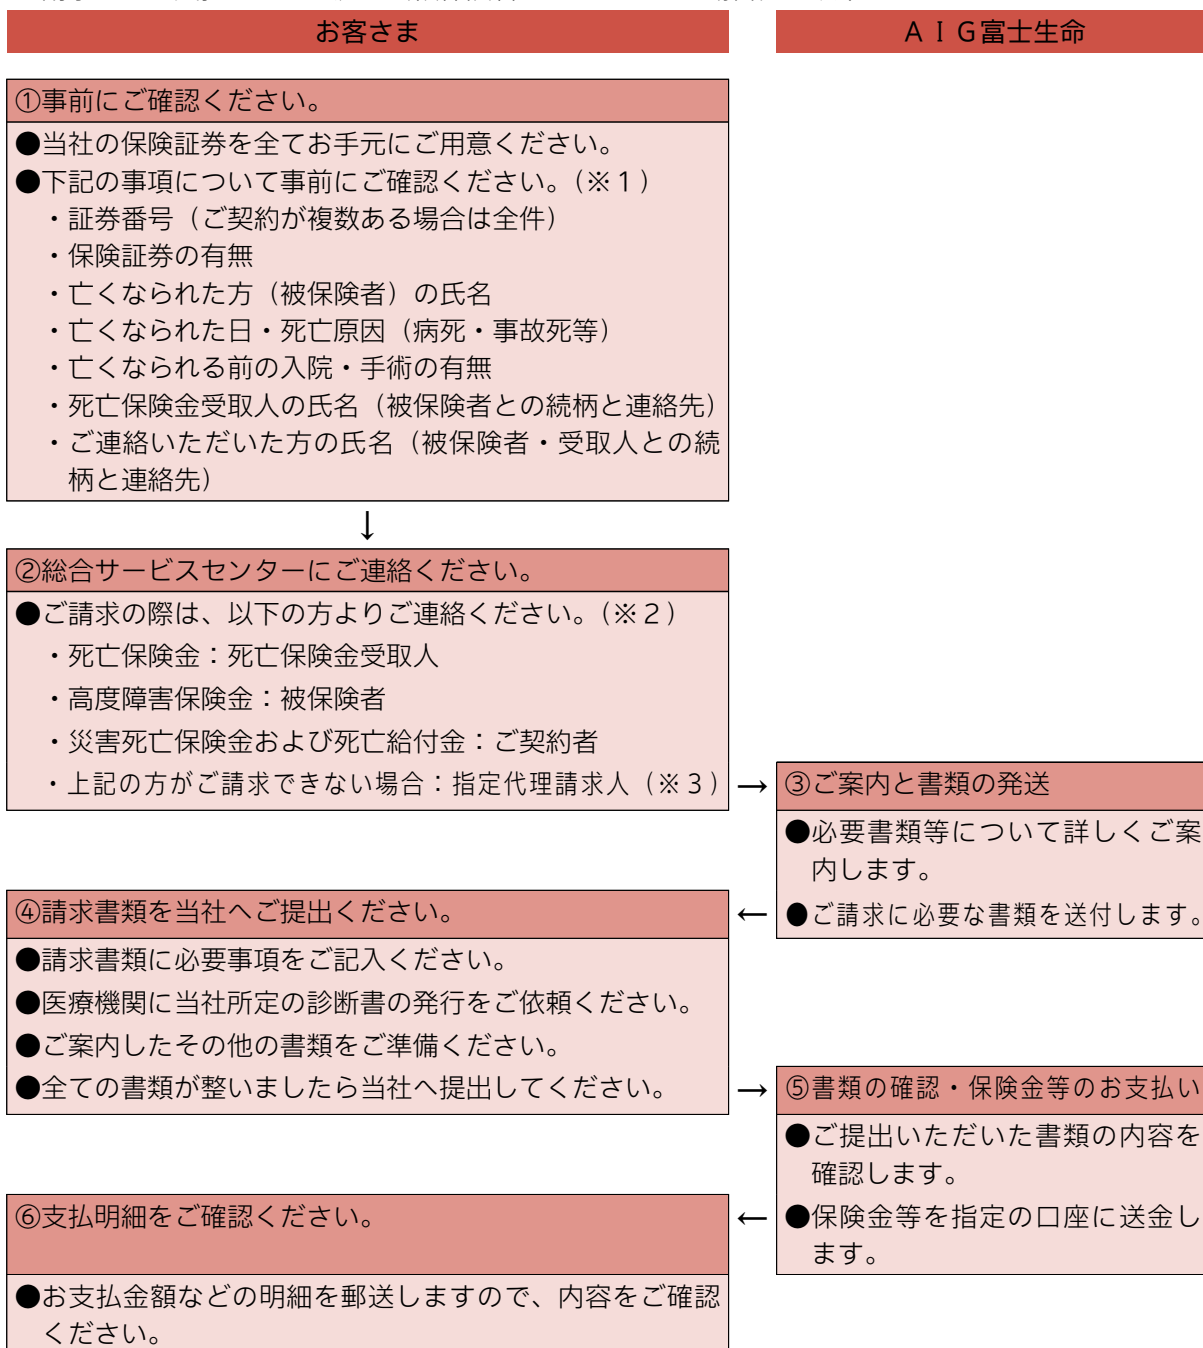 お客さま
ＡＩＧ富士生命
①事前にご確認ください。
●当社の保険証券を全てお手元にご用意ください。
●下記の事項について事前にご確認ください。（※１）
・証券番号（ご契約が複数ある場合は全件）
・保険証券の有無
・亡くなられた方（被保険者）の氏名
・亡くなられた日・死亡原因（病死・事故死等）
・亡くなられる前の入院・手術の有無
・死亡保険金受取人の氏名（被保険者との続柄と連絡先）
・ご連絡いただいた方の氏名（被保険者・受取人との続
柄と連絡先）
↓
②総合サービスセンターにご連絡ください。
●ご請求の際は、以下の方よりご連絡ください。（※２）
・死亡保険金：死亡保険金受取人
・高度障害保険金：被保険者
・災害死亡保険金および死亡給付金：ご契約者
・上記の方がご請求できない場合：指定代理請求人（※３）
→
③ご案内と書類の発送
●必要書類等について詳しくご案
内します。
●ご請求に必要な書類を送付します。
←
④請求書類を当社へご提出ください。
●請求書類に必要事項をご記入ください。
●医療機関に当社所定の診断書の発行をご依頼ください。
●ご案内したその他の書類をご準備ください。
●全ての書類が整いましたら当社へ提出してください。
→
⑤書類の確認・保険金等のお支払い
●ご提出いただいた書類の内容を
確認します。
●保険金等を指定の口座に送金し
ます。
←
⑥支払明細をご確認ください。
●お支払金額などの明細を郵送しますので、内容をご確認
ください。